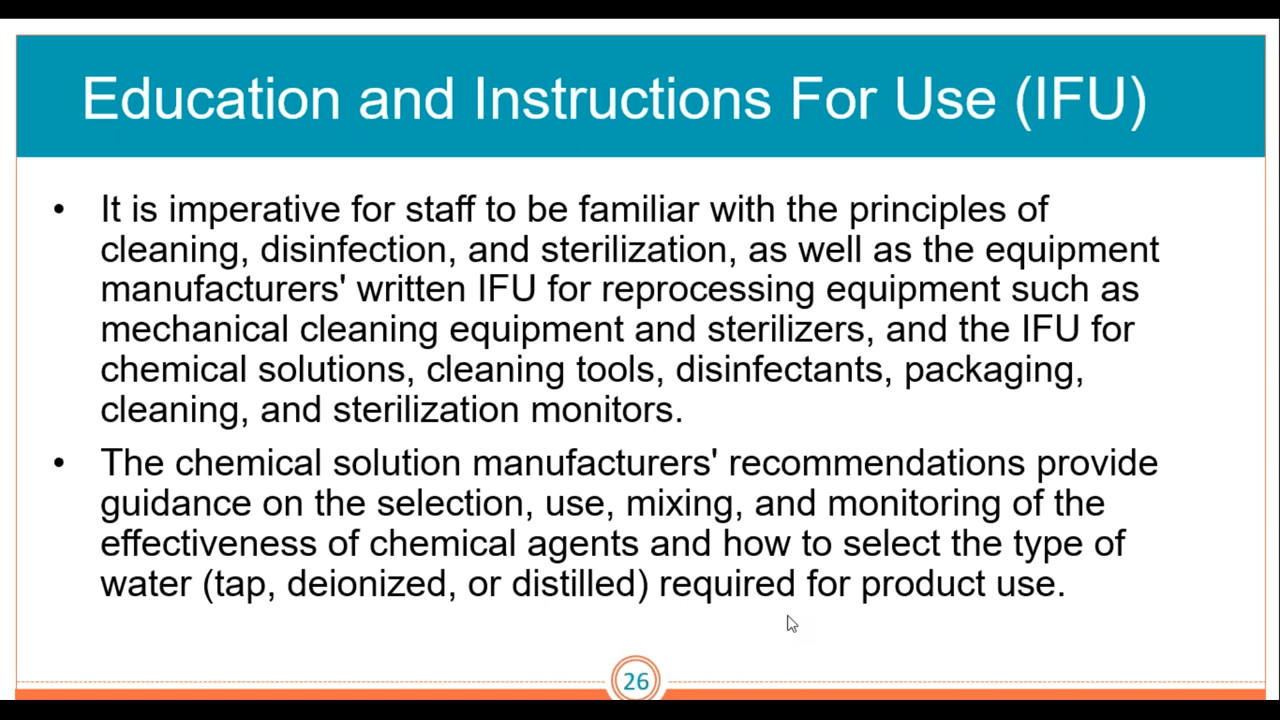 Education and Instructions For Use (IFU)
• It is imperative for staff to be familiar with the principles of
cleaning, disinfection, and sterilization, as well as the equipment
manufacturers' written IFU for reprocessing equipment such as
mechanical cleaning equipment and sterilizers, and the IFU for
chemical solutions, cleaning tools, disinfectants, packaging,
cleaning, and sterilization monitors.
• The chemical solution manufacturers' recommendations provide
guidance on the selection, use, mixing, and monitoring of the
effectiveness of chemical agents and how to select the type of
water (tap, deionized, or distilled) required for product use.
26